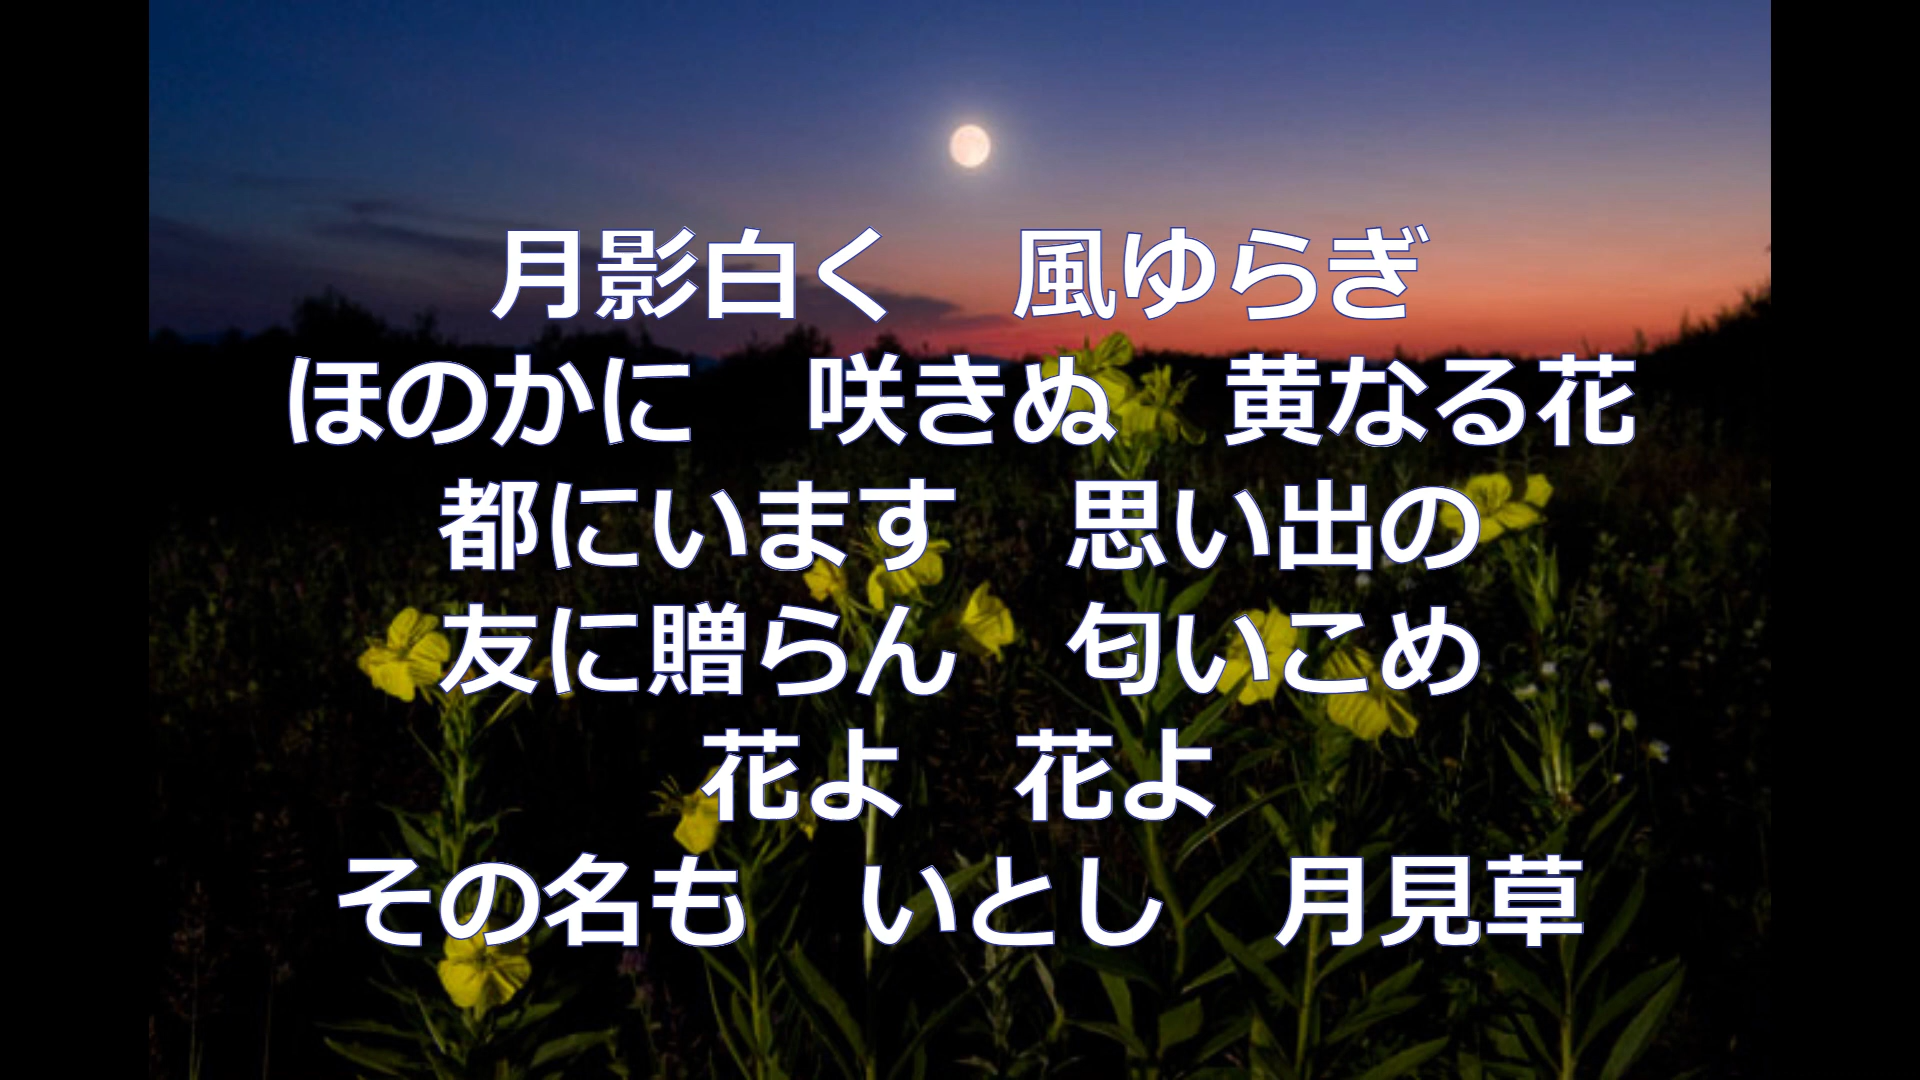 月影白く　風ゆらぎ
ほのかに　咲きぬ　黄なる花
都にいます　思い出の
友に贈らん　匂いこめ
花よ　花よ
その名も　いとし　月見草